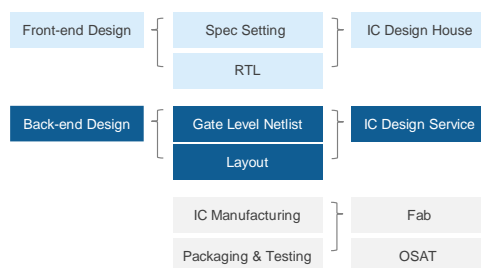 Front-end Design
Spec Setting
IC Design House
RTL
Back-end Design
Gate Level Netlist
IC Design Service
Layout
IC Manufacturing
Fab
Packaging & Testing
OSAT